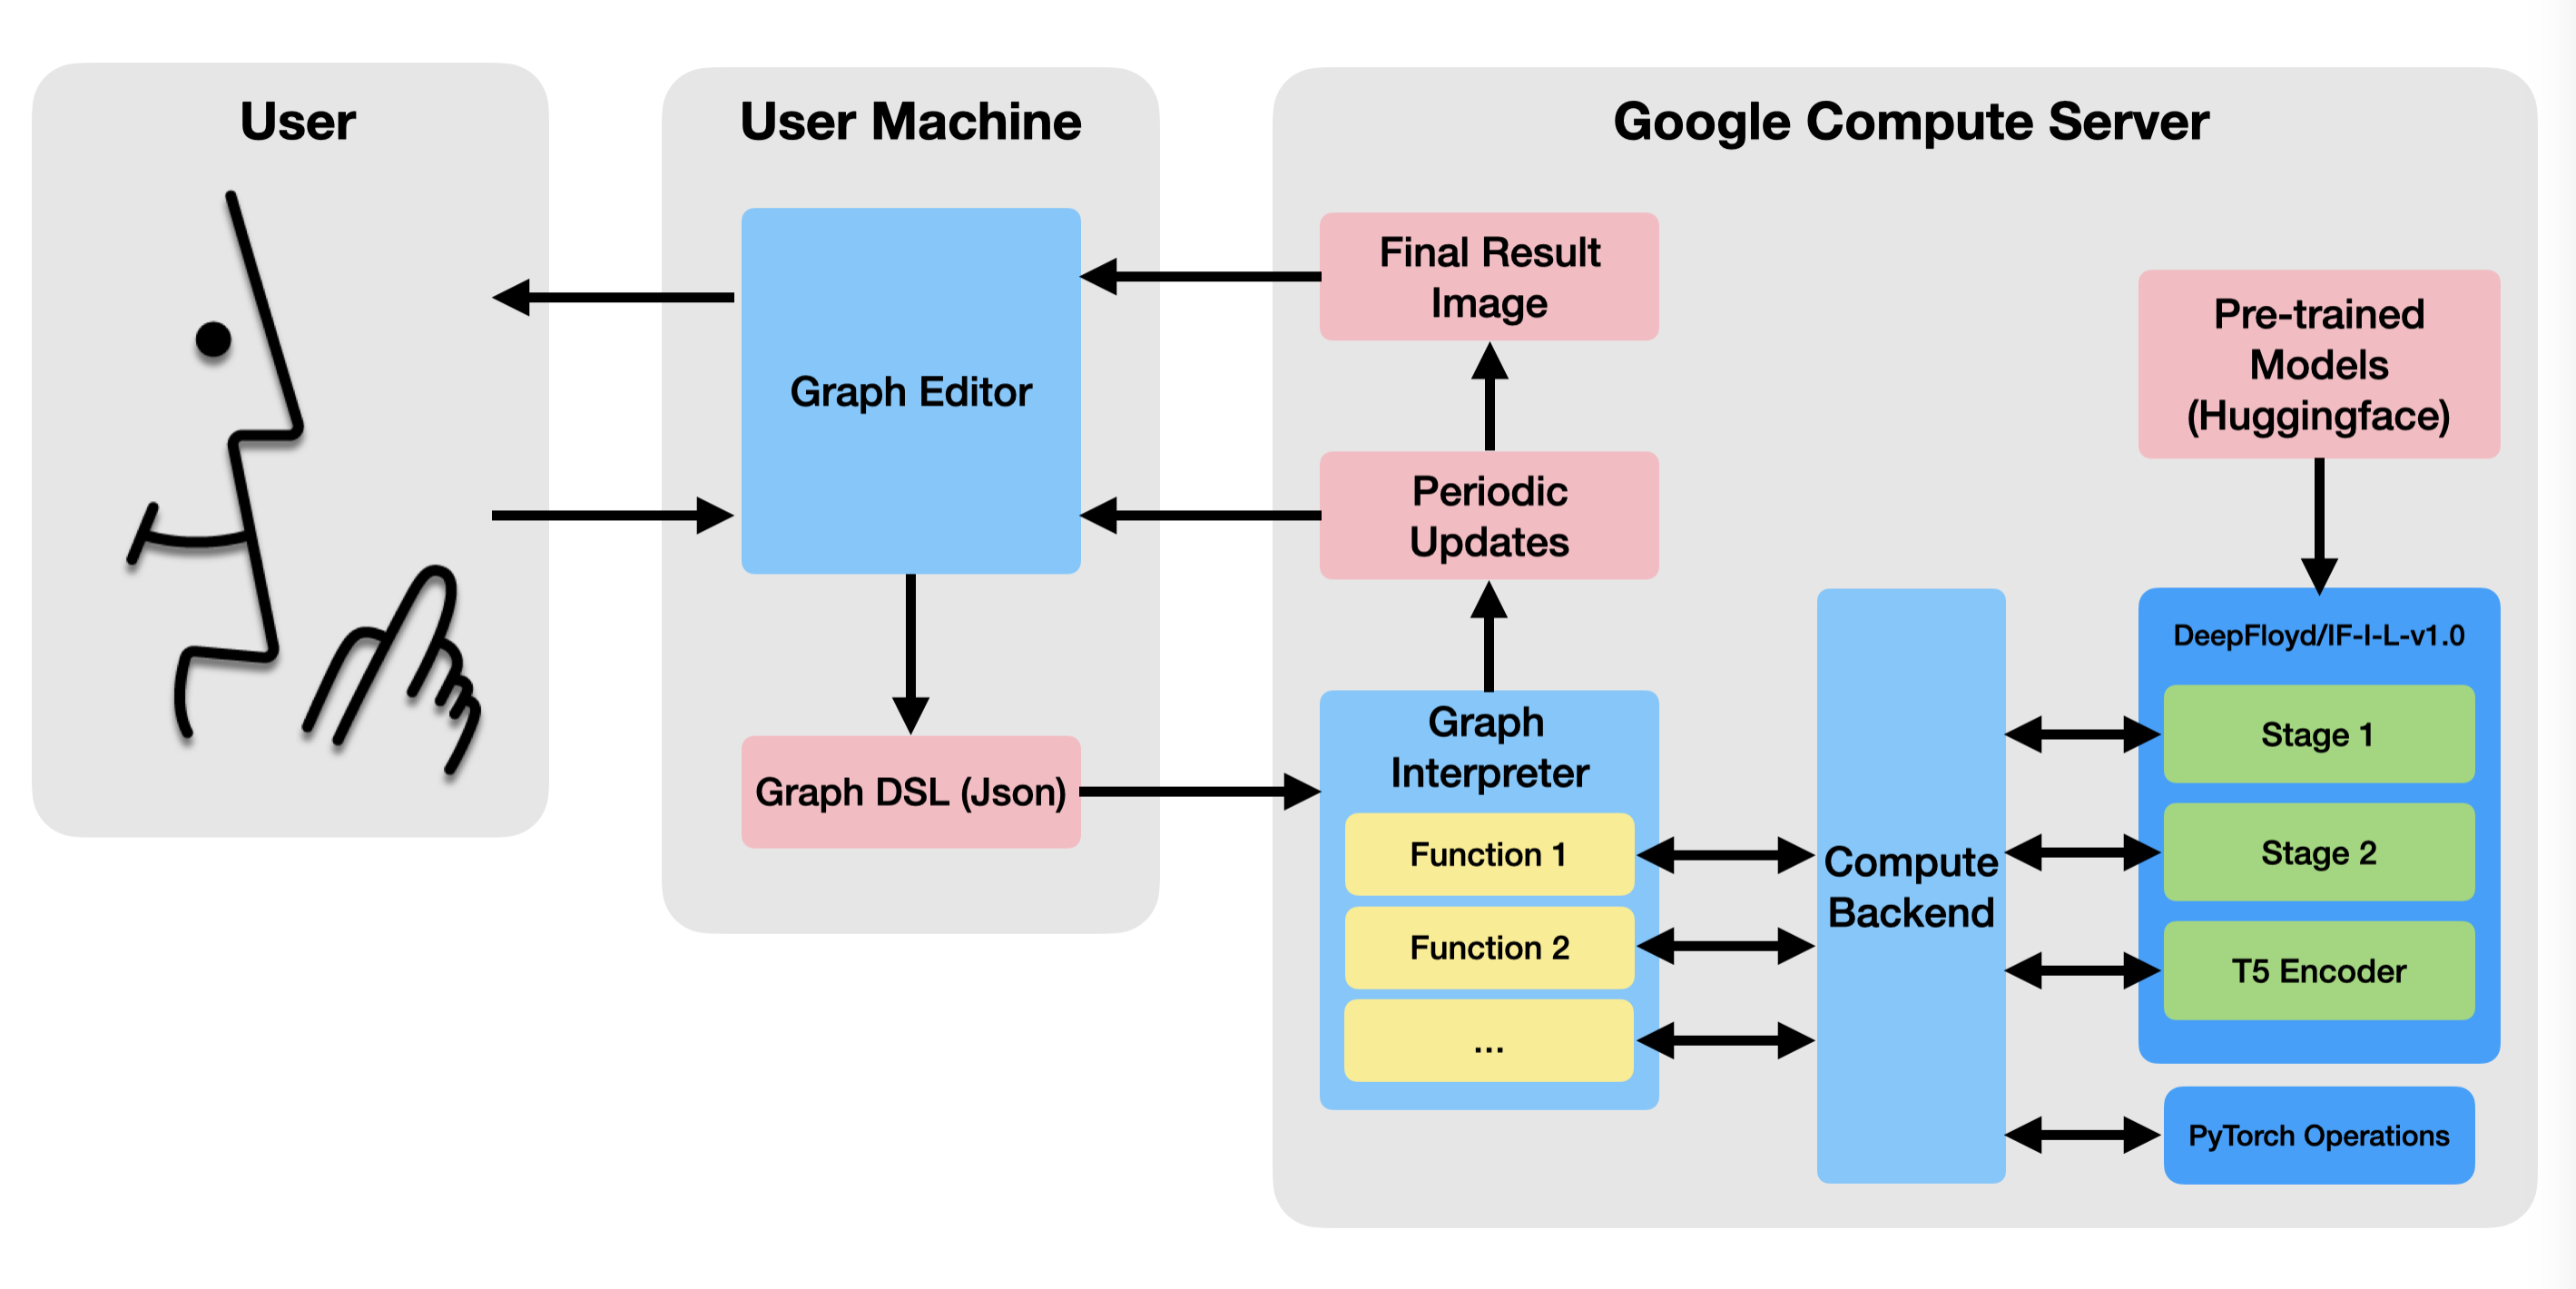 User
User Machine
Graph Editor
Graph DSL (Json)
Google Compute Server
Final Result
Image
Periodic
Updates
Graph
Interpreter
Function 1
Function 2
...
Compute
Backend
Pre-trained
Models
(Huggingface)
DeepFloyd/IF-I-L-v1.0
Stage 1
Stage 2
T5 Encoder
PyTorch Operations